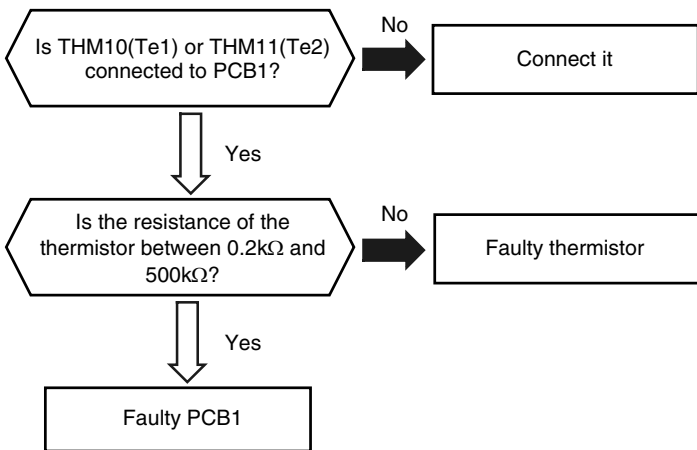 Is THM10(Te1) or THM11(Te2)
connected to PCB1?
No
Connect it
Yes
Is the resistance of the
thermistor between 0.2kΩ and
500kΩ?
No
Faulty thermistor
Yes
Faulty PCB1